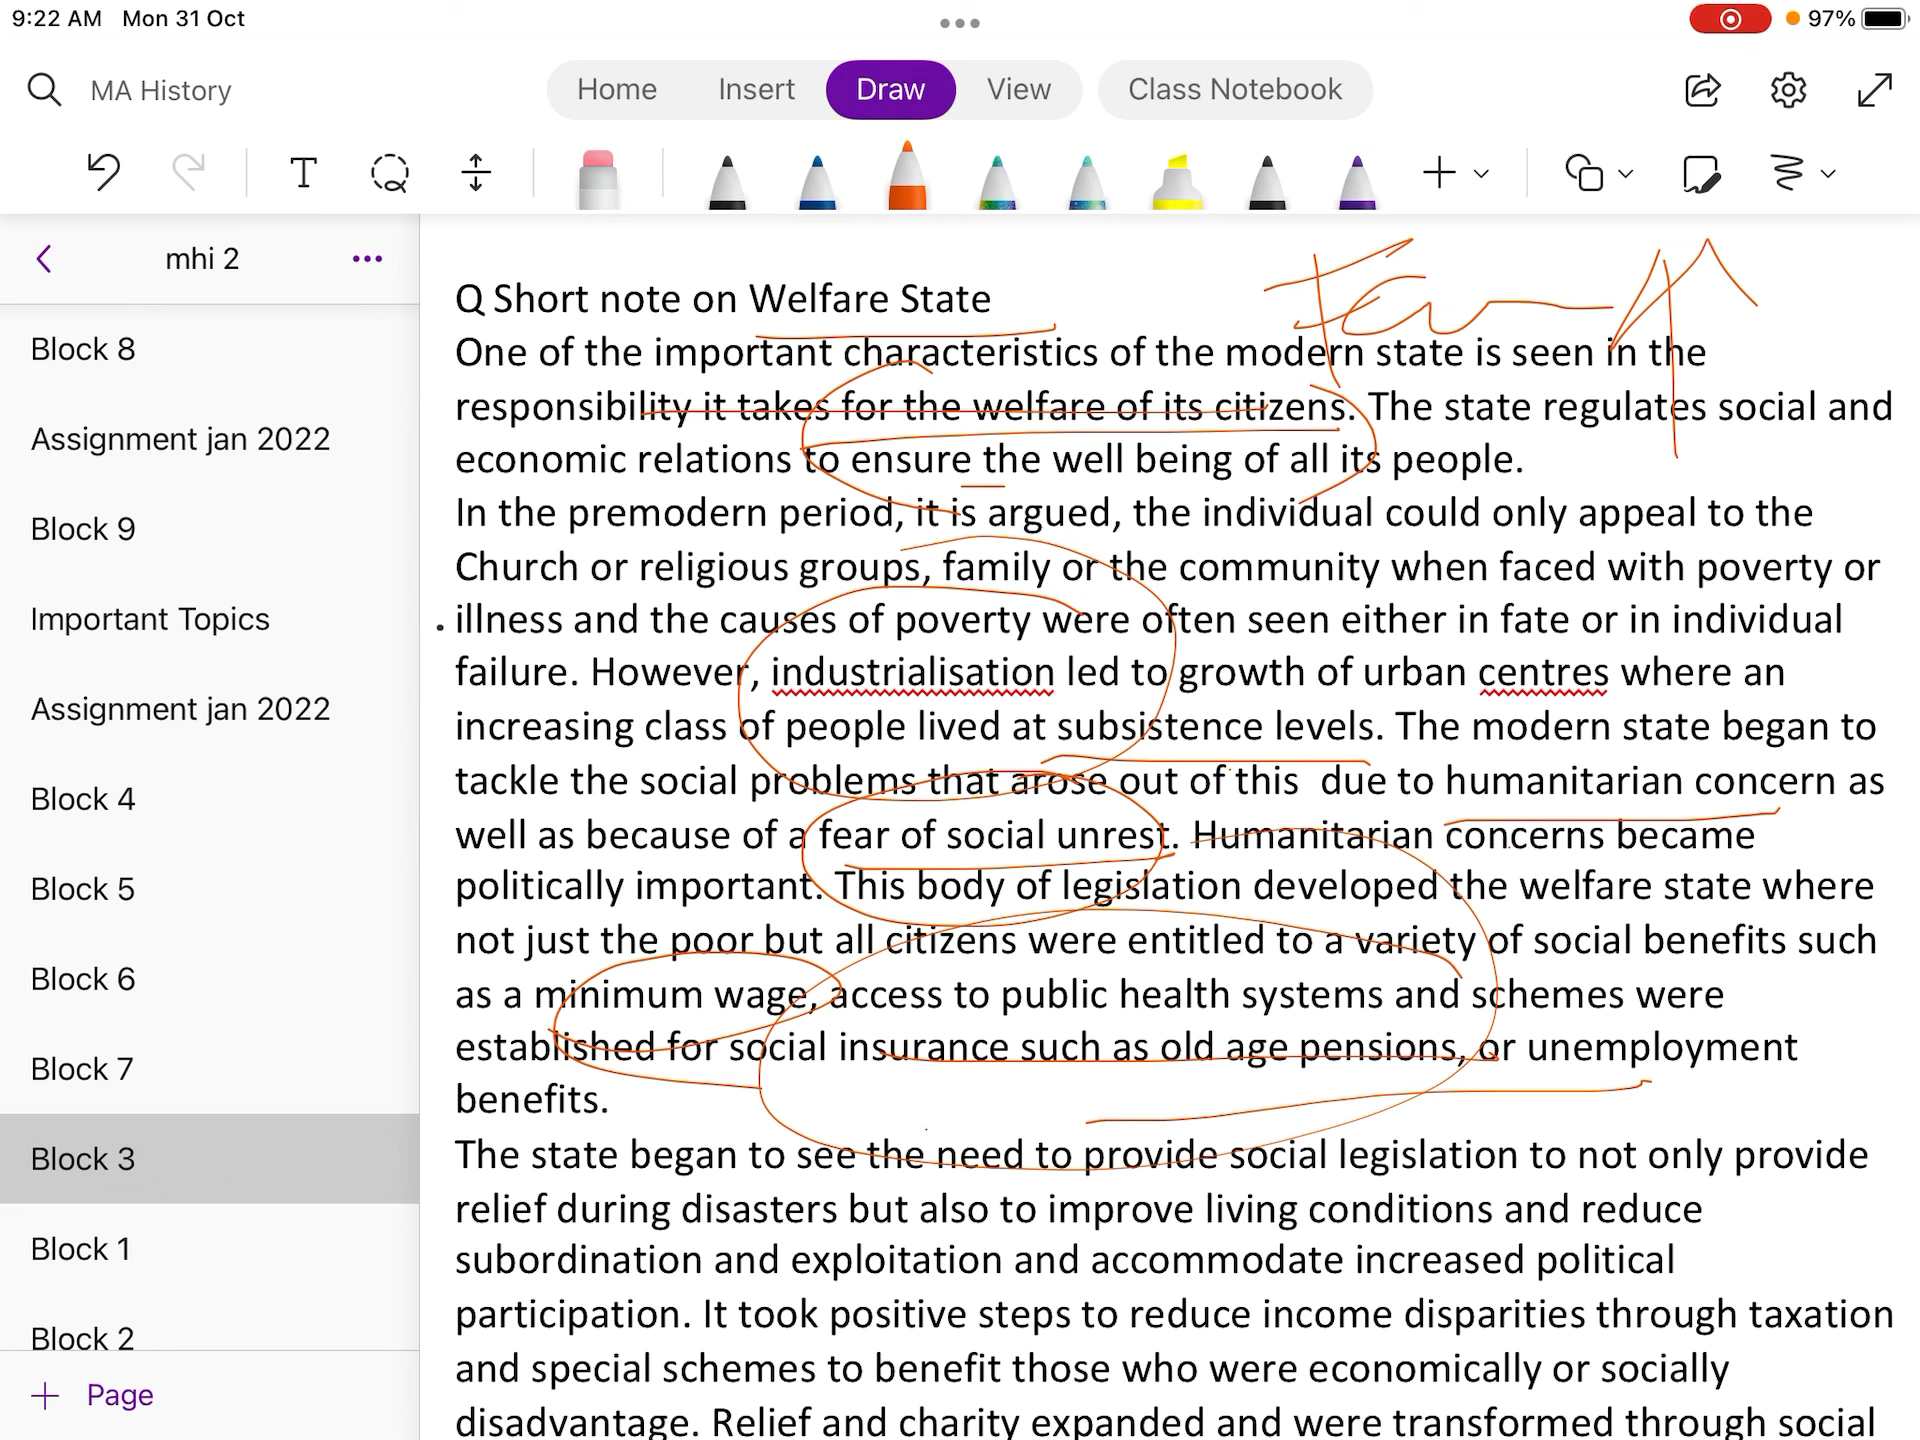 9:22 AM Mon 31 Oct
97%
MA History
Home Insert Draw View Class Notebook
T
mhi 2
Block 8
Assignment jan 2022
Block 9
Important Topics
Assignment jan 2022
Block 4
Block 5
Block 6
Block 7
Block 3
Block 1
Block 2
Page
Q Short note on Welfare State
One of the important characteristics of the modern state is seen in the
responsibility it takes for the welfare of its citizens. The state regulates social and
economic relations to ensure the well being of all its people.
In the premodern period, it is argued, the individual could only appeal to the
Church or religious groups, family or the community when faced with poverty or
illness and the causes of poverty were often seen either in fate or in individual
failure. However, industrialisation led to growth of urban centres where an
increasing class of people lived at subsistence levels. The modern state began to
tackle the social problems that arose out of this due to humanitarian concern as
well as because of a fear of social unrest. Humanitarian concerns became
politically important. This body of legislation developed the welfare state where
not just the poor but all citizens were entitled to a variety of social benefits such
as a minimum wage, access to public health systems and schemes were
established for social insurance such as old age pensions, or unemployment
benefits.
The state began to see the need to provide social legislation to not only provide
relief during disasters but also to improve living conditions and reduce
subordination and exploitation and accommodate increased political
participation. It took positive steps to reduce income disparities through taxation
and special schemes to benefit those who were economically or socially
disadvantage. Relief and charity expanded and were transformed through social